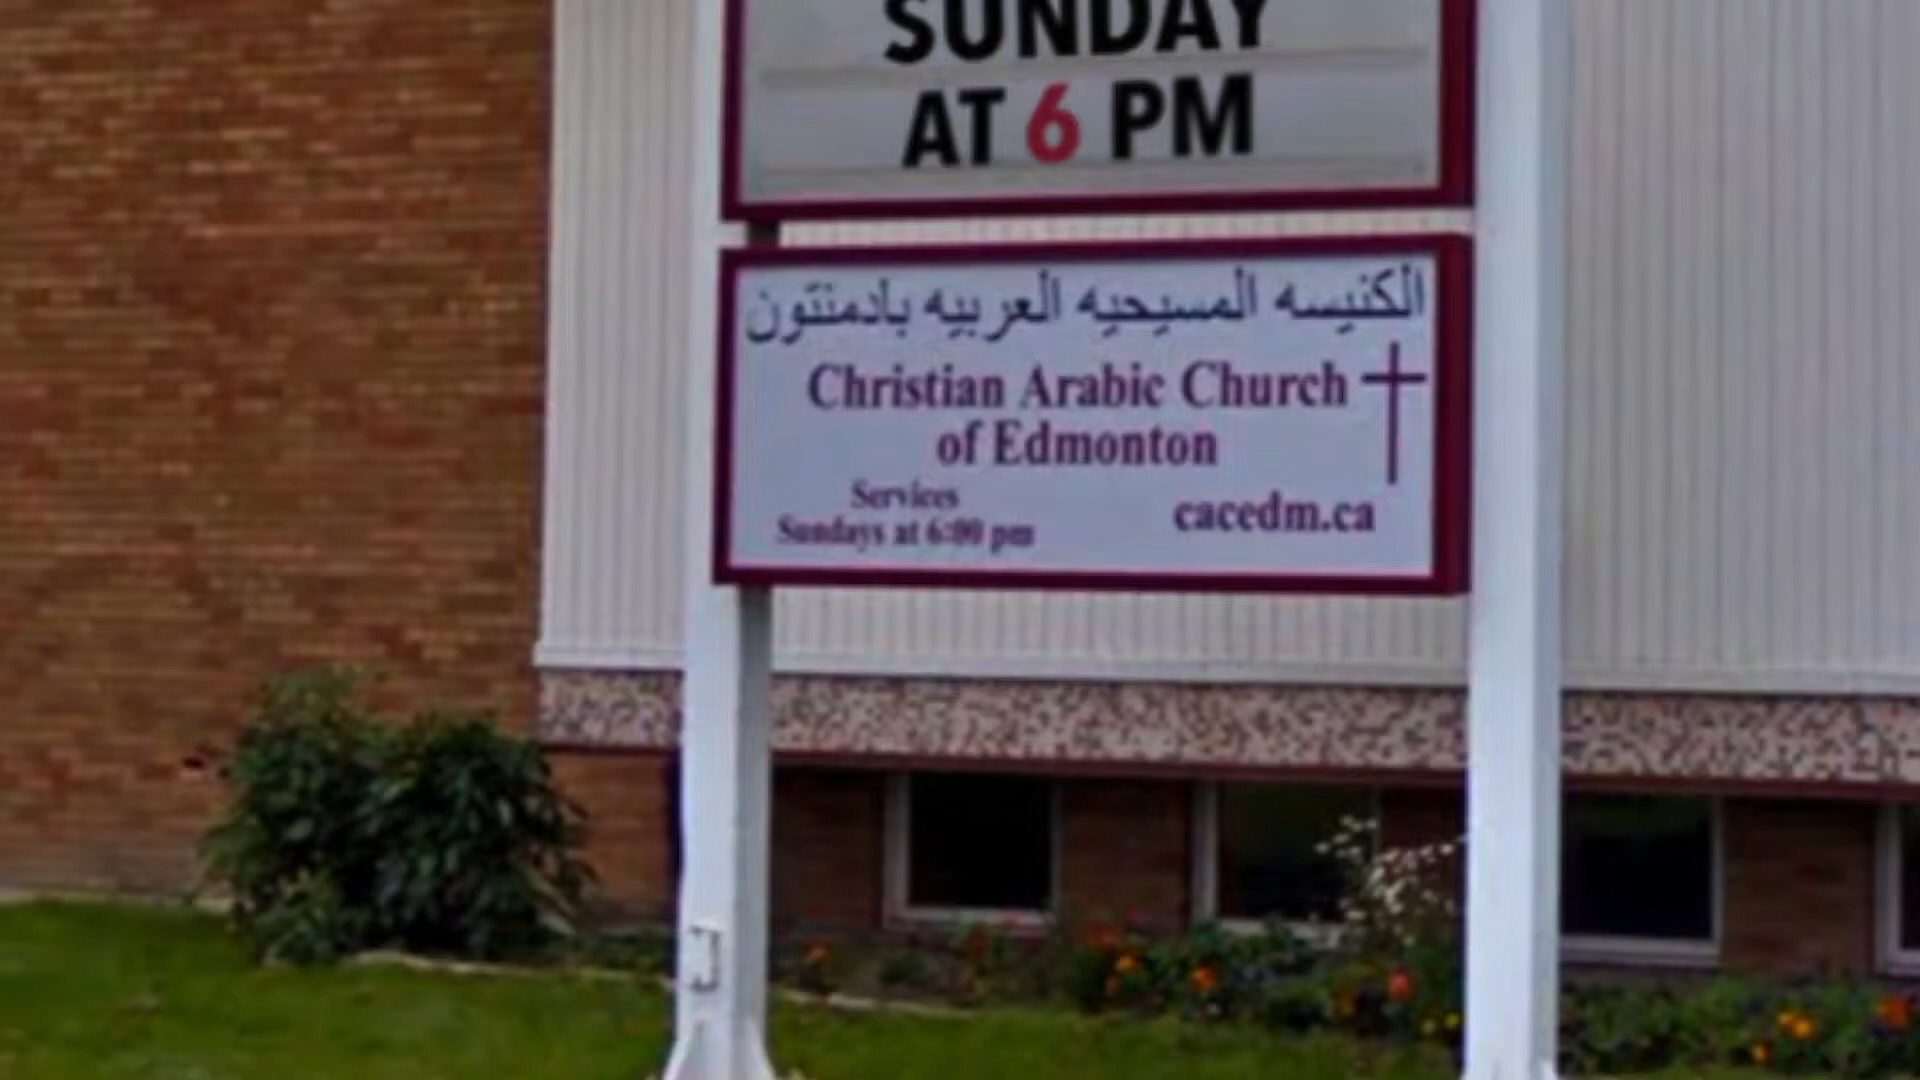 SUNDAY
AT 6 PM
الكنيسه المسيحيه العربيه بادمنتون
Christian Arabic Church
of Edmonton
Services
Sundays at 6:00 pm
cacedm.ca